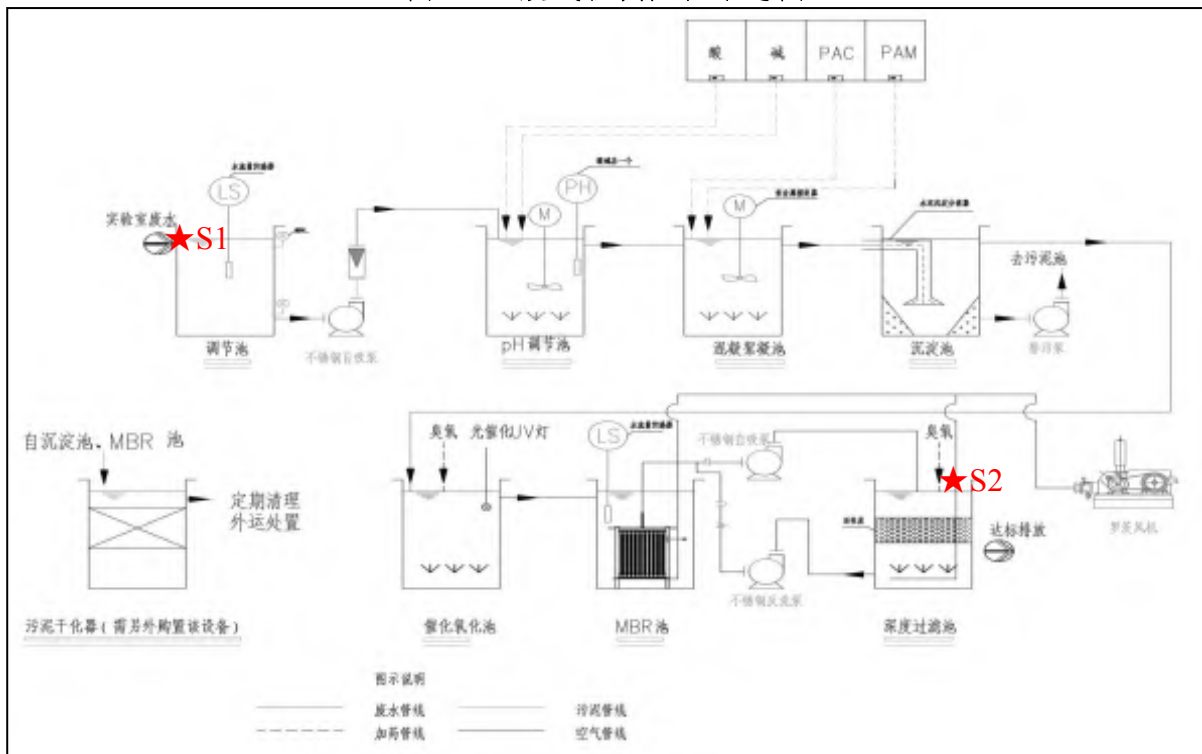 酸
碱
PAC
PAM
LS
PH
M
M
实验室废水
★S1
去污泥池
调节池
不锈钢自吸泵
pH 调节池
混凝絮凝池
沉淀池
排污泵
自沉淀池、MBR 池
臭氧
光催化UV灯
LS
不锈钢自吸泵
臭氧
★S2
定期清理
外运处置
达标排放
罗茨风机
不锈钢反洗泵
污泥干化器(需另外购置该设备)
催化氧化池
MBR 池
深度过滤池
图示说明
废水管线
污泥管线
加药管线
空气管线